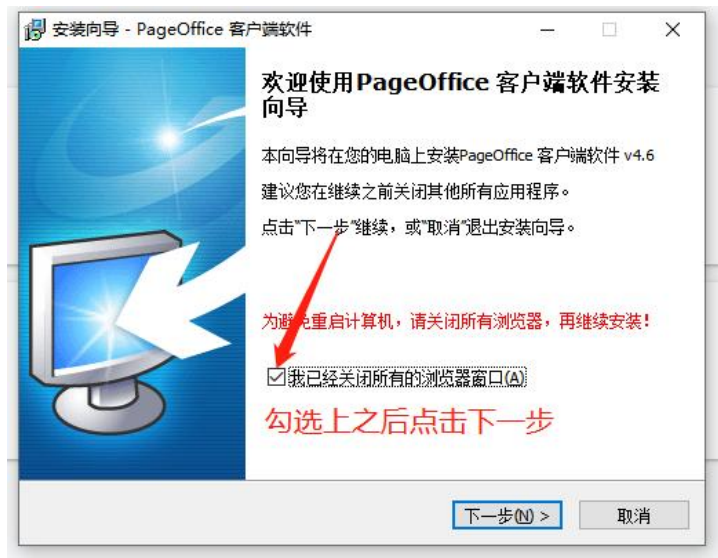 安装向导 - PageOffice 客户端软件
欢迎使用PageOffice 客户端软件安装
向导
本向导将在您的电脑上安装PageOffice 客户端软件 v4.6
建议您在继续之前关闭其他所有应用程序。
点击“下一步”继续，或“取消”退出安装向导。
为避免重启计算机，请关闭所有浏览器，再继续安装！
我已经关闭所有的浏览器窗口(A)
勾选上之后点击下一步
下一步(N) >
取消